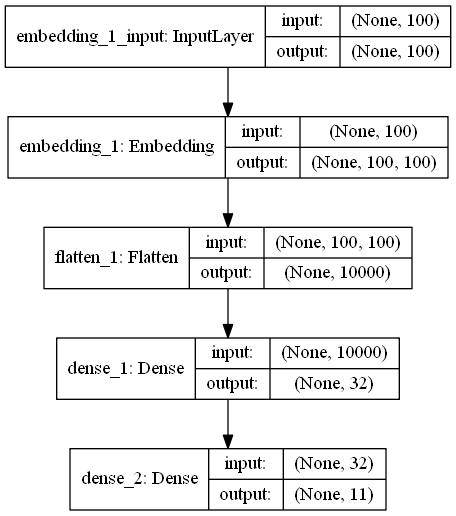 embedding_1_input: InputLayer
input: (None, 100)
output: (None, 100)
embedding_1: Embedding
input: (None, 100)
output: (None, 100, 100)
flatten_1: Flatten
input: (None, 100, 100)
output: (None, 10000)
dense_1: Dense
input: (None, 10000)
output: (None, 32)
dense_2: Dense
input: (None, 32)
output: (None, 11)